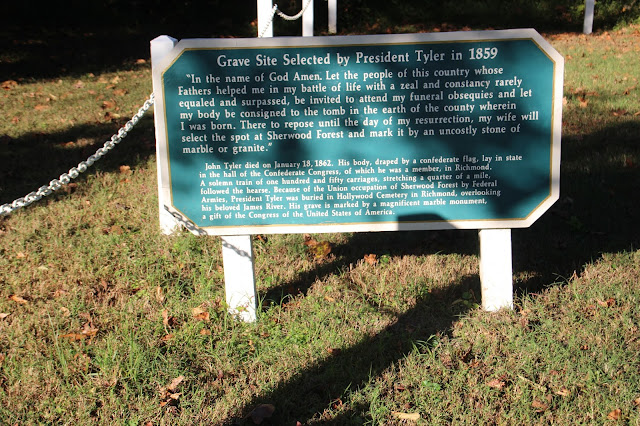 Grave Site Selected by President Tyler in 1859
"In the name of God Amen. Let the people of this country whose
Fathers helped me in my battle of life with a zeal and constancy rarely
equaled and surpassed, be invited to attend my funeral obsequies and let
my body be consigned to the tomb in the earth of the county wherein
I was born. There to repose until the day of my resurrection, my wife will
select the spot at Sherwood Forest and mark it by an uncostly stone of
marble or granite."
John Tyler died on January 18, 1862. His body, draped by a confederate flag, lay in state
in the hall of the Confederate Congress, of which he was a member, in Richmond.
A solemn train of one hundred and fifty carriages, stretching a quarter of a mile,
followed the hearse. Because of the Union occupation of Sherwood Forest by Federal
Armies, President Tyler was buried in Hollywood Cemetery in Richmond, overlooking
his beloved James River. His grave is marked by a magnificent marble monument,
a gift of the Congress of the United States of America.